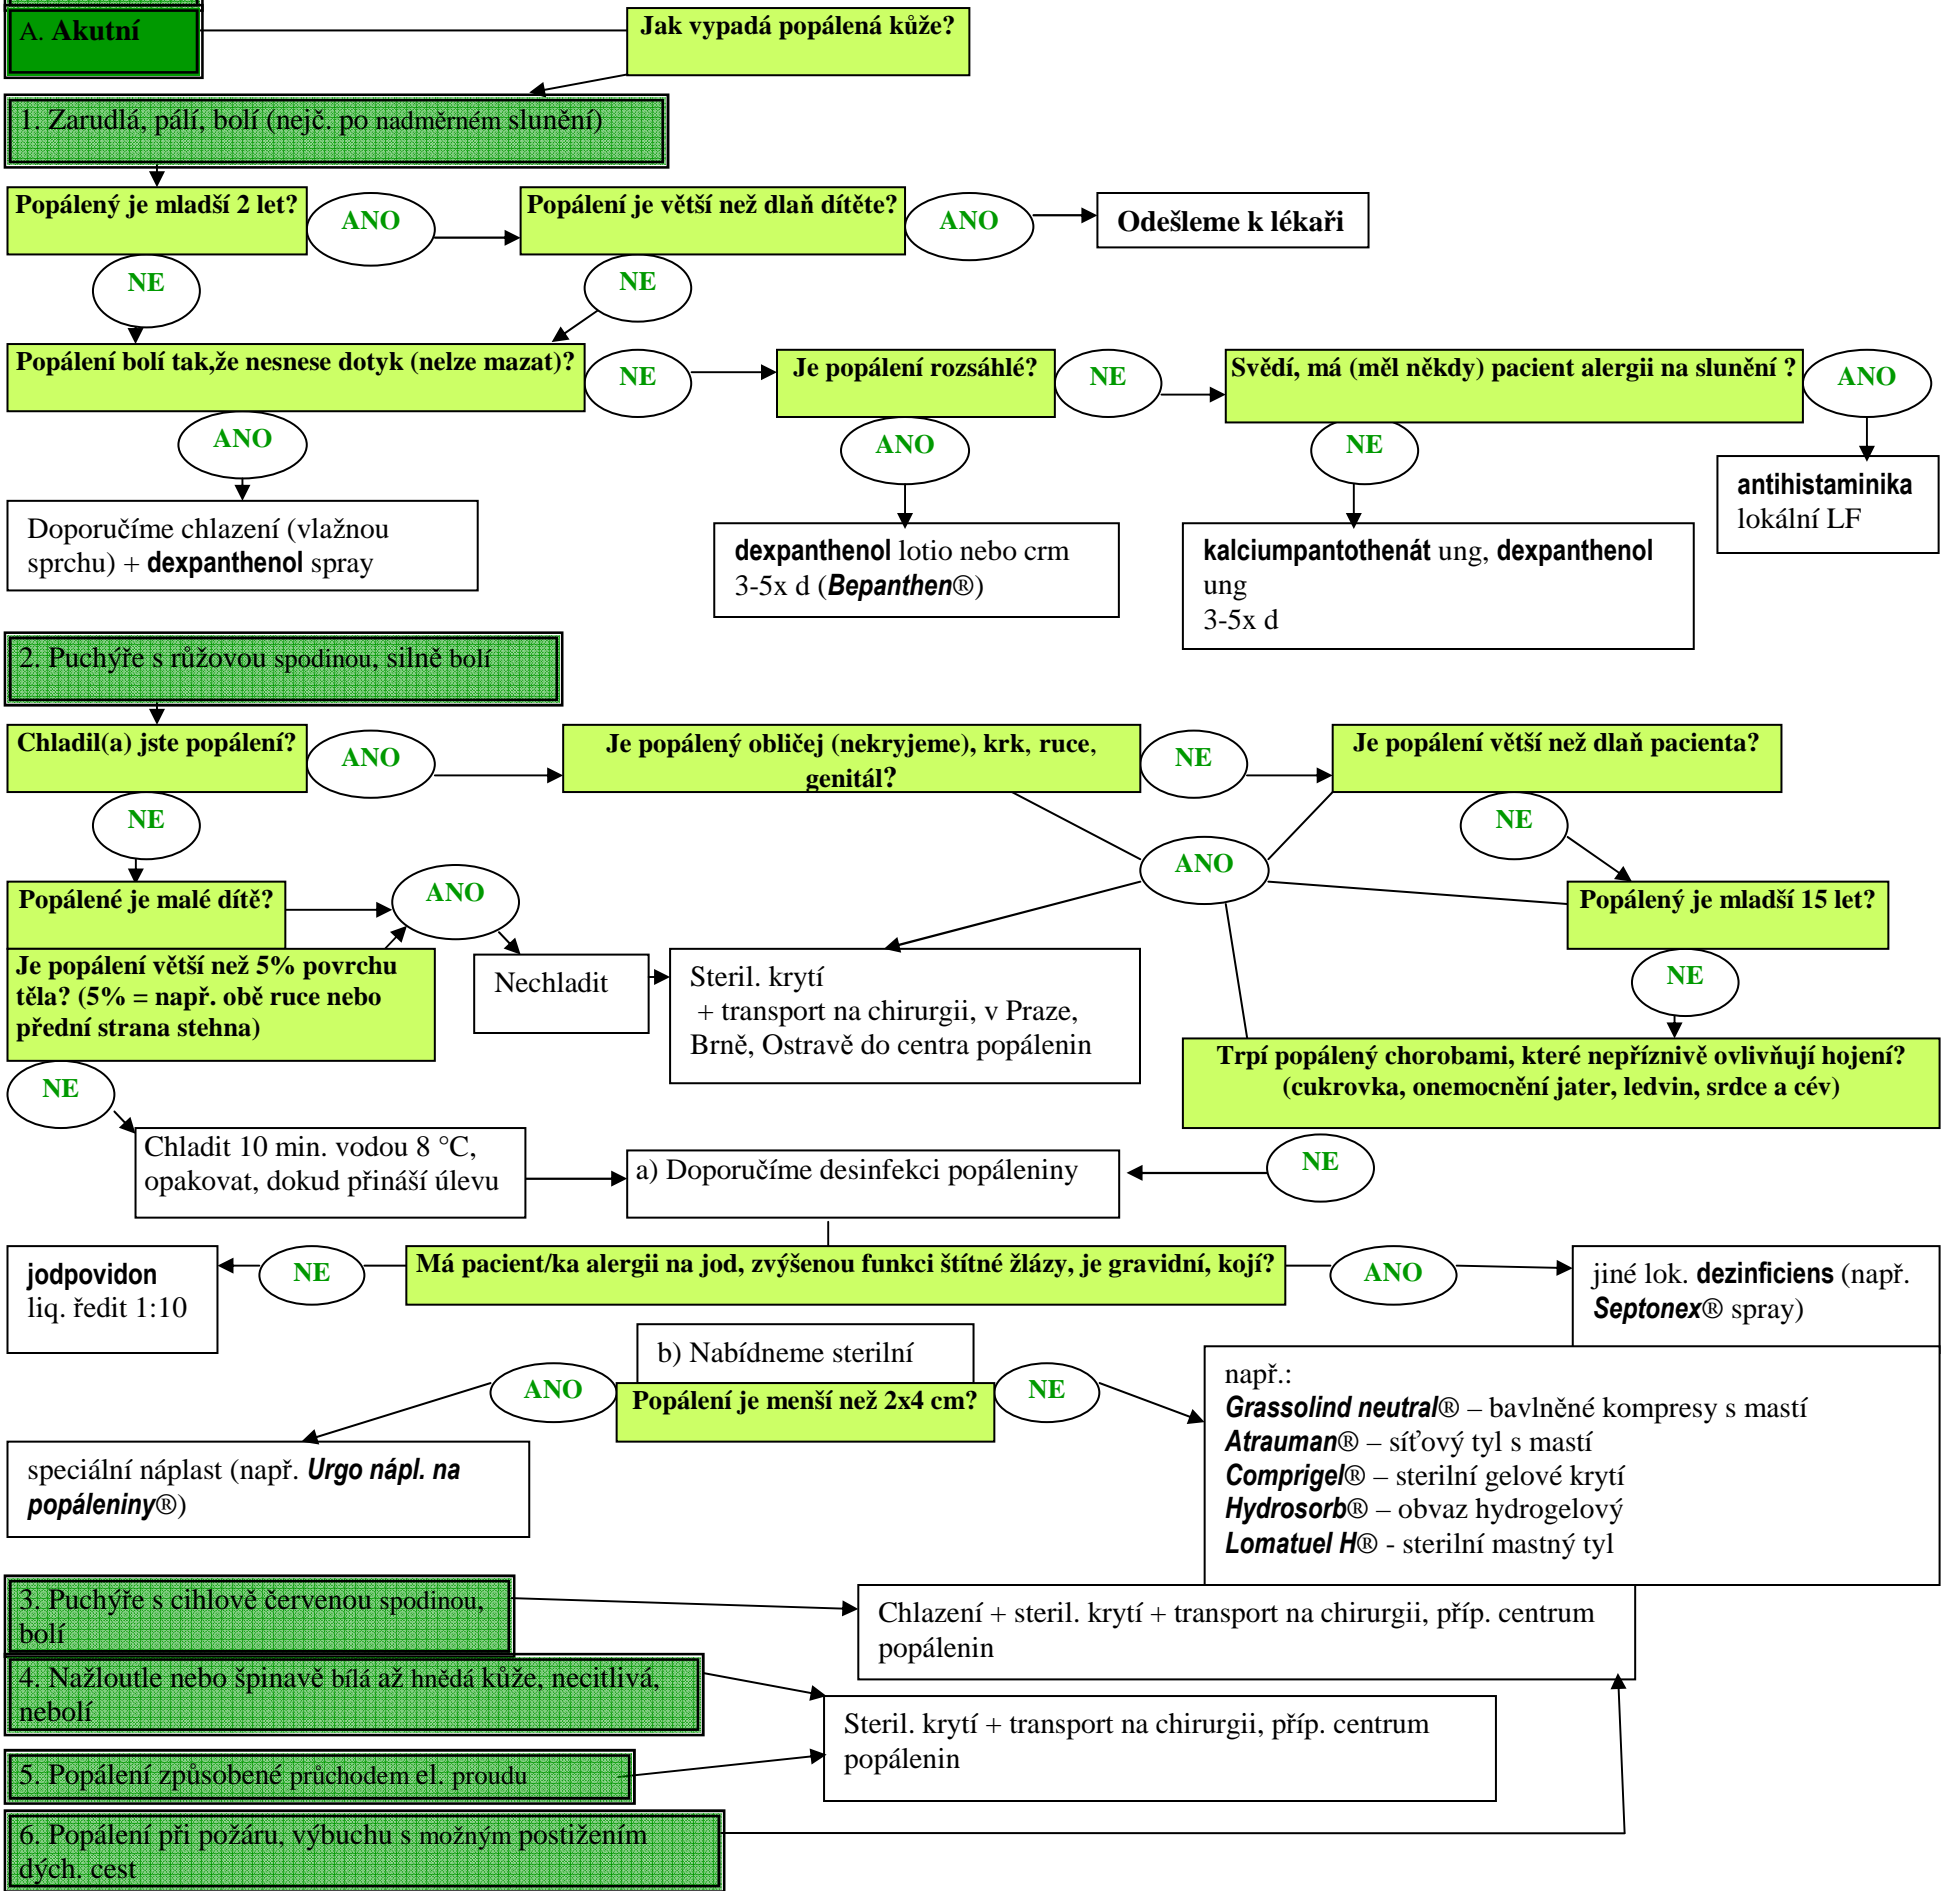 A. Akutní
Jak vypadá popálená kůže?
1. Zarudlá, pálí, bolí (nejč. po nadměrném slunění)
Popálený je mladší 2 let?
ANO
Popálení je větší než dlaň dítěte?
ANO
Odešleme k lékaři
NE
NE
Popálení bolí tak,že nesnese dotyk (nelze mazat)?
NE
Je popálení rozsáhlé?
NE
Svědí, má (měl někdy) pacient alergii na slunění ?
ANO
ANO
ANO
NE
antihistaminika
lokální LF
Doporučíme chlazení (vlažnou
sprchu) + dexpanthenol spray
dexpanthenol lotio nebo crm
3-5x d (Bepanthen®)
kalciumpantothenát ung, dexpanthenol
ung
3-5x d
2. Puchýře s růžovou spodinou, silně bolí
Chladil(a) jste popálení?
ANO
Je popálený obličej (nekryjeme), krk, ruce,
genitál?
NE
Je popálení větší než dlaň pacienta?
NE
NE
ANO
Popálené je malé dítě?
ANO
Popálený je mladší 15 let?
Je popálení větší než 5% povrchu
těla? (5% = např. obě ruce nebo
přední strana stehna)
Nechladit
Steril. krytí
+ transport na chirurgii, v Praze,
Brně, Ostravě do centra popálenin
NE
Trpí popálený chorobami, které nepříznivě ovlivňují hojení?
(cukrovka, onemocnění jater, ledvin, srdce a cév)
NE
Chladit 10 min. vodou 8 °C,
opakovat, dokud přináší úlevu
a) Doporučíme desinfekci popáleniny
NE
jodpovidon
liq. ředit 1:10
NE
Má pacient/ka alergii na jod, zvýšenou funkci štítné žlázy, je gravidní, kojí?
ANO
jiné lok. dezinficiens (např.
Septonex® spray)
b) Nabídneme sterilní
ANO
Popálení je menší než 2x4 cm?
NE
speciální náplast (např. Urgo nápl. na
popáleniny®)
např.:
Grassolind neutral® – bavlněné kompresy s mastí
Atrauman® – síťový tyl s mastí
Comprigel® – sterilní gelové krytí
Hydrosorb® – obvaz hydrogelový
Lomatuel H® - sterilní mastný tyl
3. Puchýře s cihlově červenou spodinou,
bolí
Chlazení + steril. krytí + transport na chirurgii, příp. centrum
popálenin
4. Nažloutle nebo špinavě bílá až hnědá kůže, necitlivá,
nebolí
Steril. krytí + transport na chirurgii, příp. centrum
popálenin
5. Popálení způsobené průchodem el. proudu
6. Popálení při požáru, výbuchu s možným postižením
dých. cest